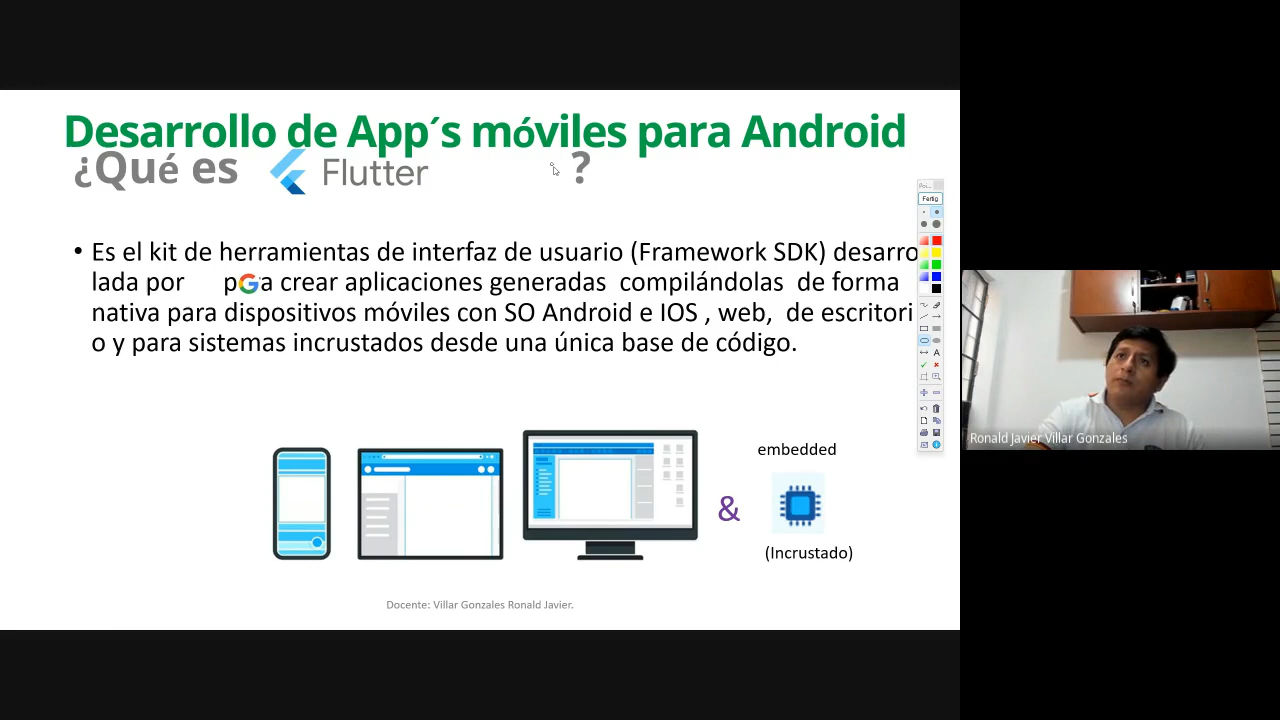 Desarrollo de App´s móviles para Android
¿Qué es Flutter ?
• Es el kit de herramientas de interfaz de usuario (Framework SDK) desarro
lada por p G a crear aplicaciones generadas compilándolas de forma
nativa para dispositivos móviles con SO Android e IOS , web, de escritori
o y para sistemas incrustados desde una única base de código.
embedded
&
(Incrustado)
Docente: Villar Gonzales Ronald Javier.
Fertig
A
Ronald Javier Villar Gonzales